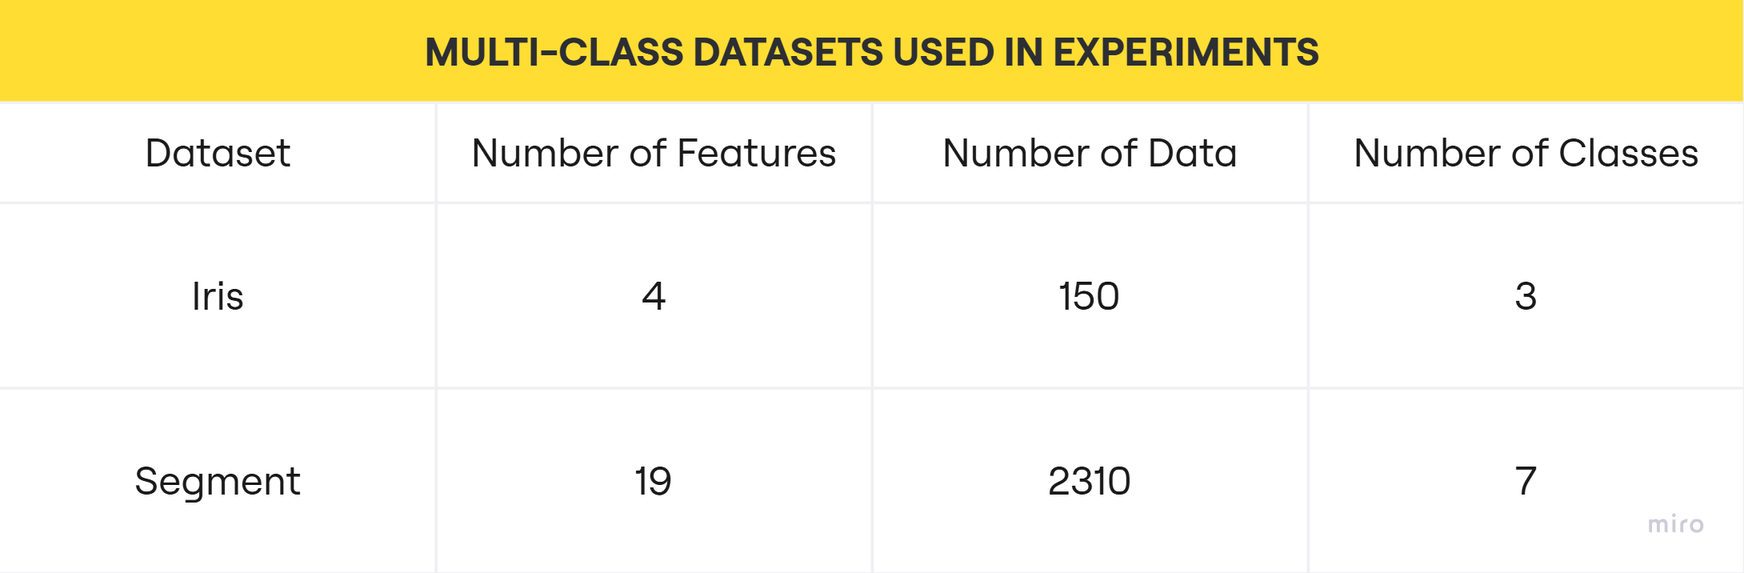 MULTI-CLASS DATASETS USED IN EXPERIMENTS
Dataset Number of Features Number of Data Number of Classes
Iris 4 150 3
Segment 19 2310 7
miro